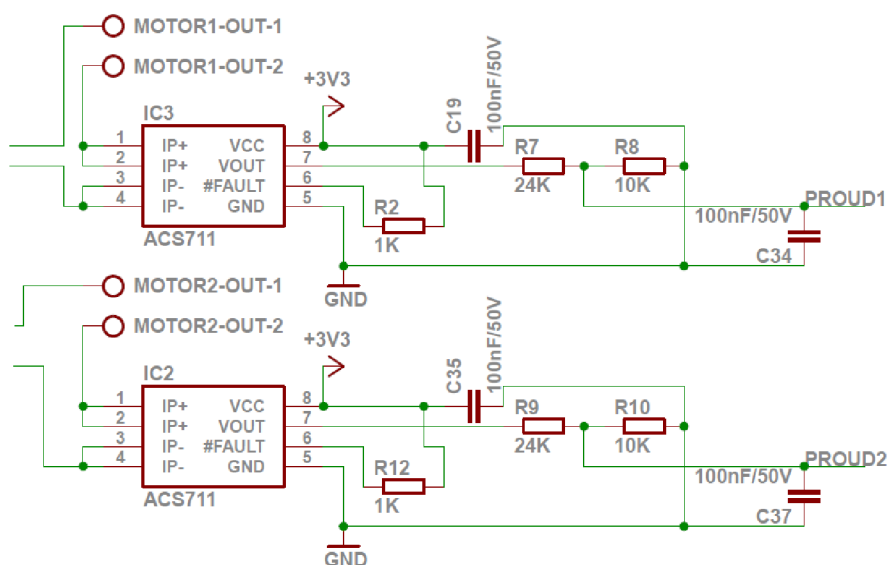 MOTOR1-OUT-1
MOTOR1-OUT-2
+3V3
C19
100nF/50V
IC3
1 IP+ VCC 8
2 IP+ VOUT 7
3 IP- #FAULT 6
4 IP- GND 5
ACS711
R2
1K
R7
24K
R8
10K
PROUD1
100nF/50V
C34
GND
MOTOR2-OUT-1
MOTOR2-OUT-2
+3V3
C35
100nF/50V
IC2
1 IP+ VCC 8
2 IP+ VOUT 7
3 IP- #FAULT 6
4 IP- GND 5
ACS711
R12
1K
R9
24K
R10
10K
PROUD2
100nF/50V
C37
GND